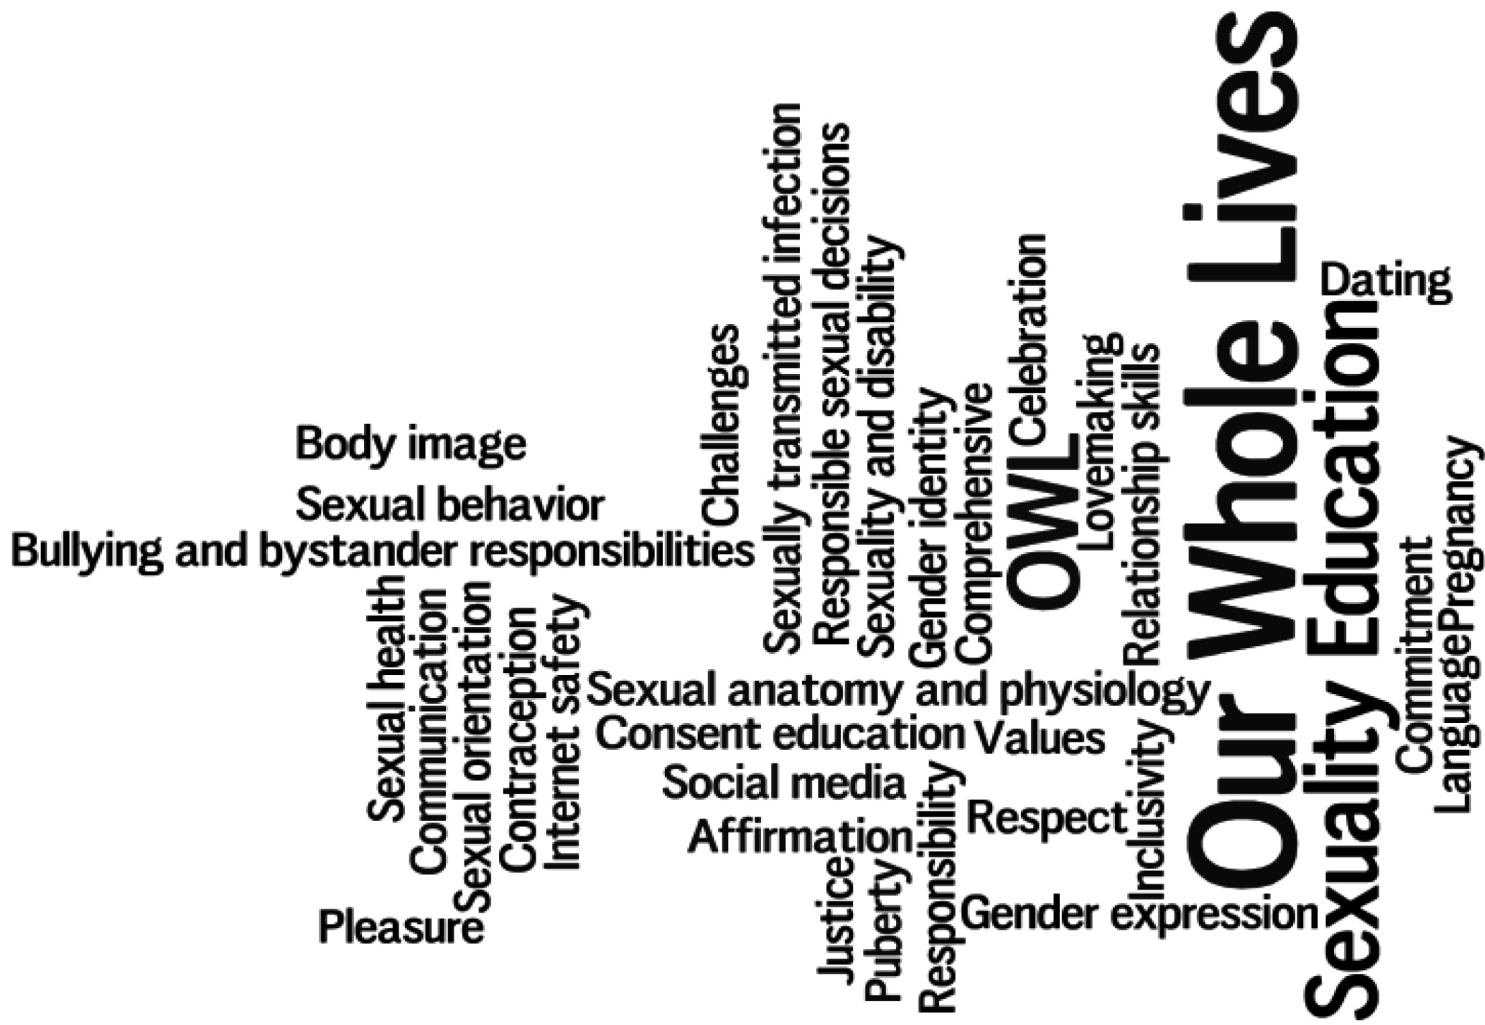 Body image
Sexual behavior
Bullying and bystander responsibilities
Sexual health
Communication
Sexual orientation
Contraception
Internet safety
Pleasure
Challenges
Sexually transmitted infection
Responsible sexual decisions
Sexuality and disability
Gender identity
Comprehensive
OWL
Celebration
Lovemaking
Relationship skills
Sexual anatomy and physiology
Consent education
Values
Social media
Affirmation
Justice
Puberty
Responsibility
Respect
Inclusivity
Gender expression
Our Whole Lives
Sexuality Education
Dating
Commitment
Language
Pregnancy